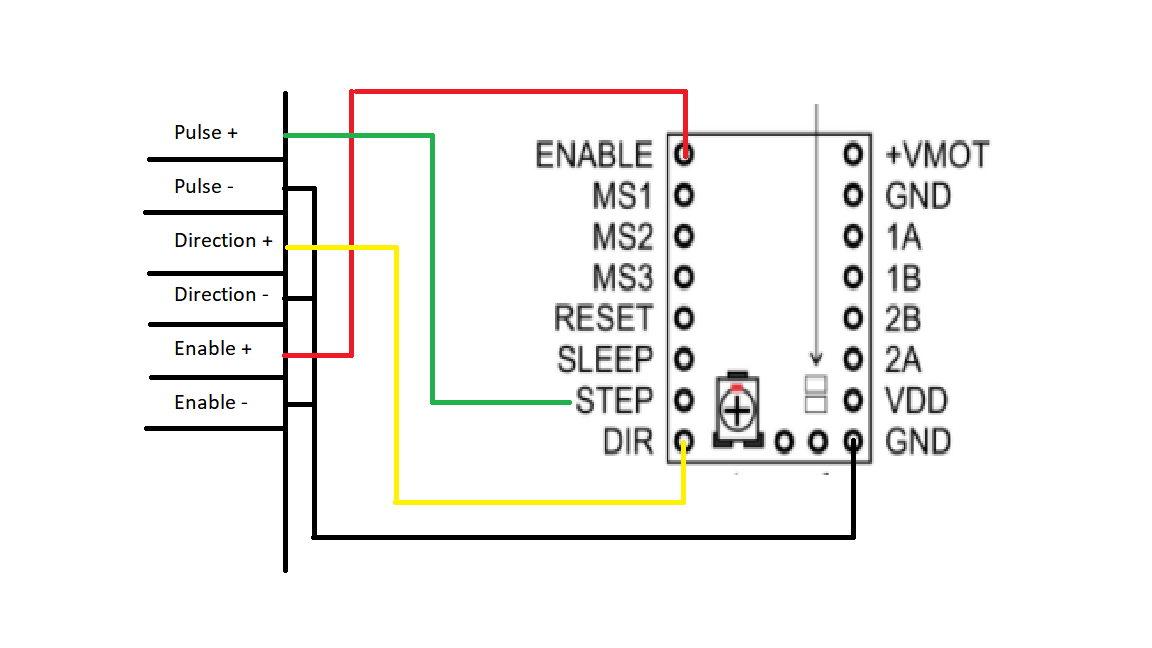 Pulse +
Pulse -
Direction +
Direction -
Enable +
Enable -
ENABLE
MS1
MS2
MS3
RESET
SLEEP
STEP
DIR
+VMOT
GND
1A
1B
2B
2A
VDD
GND